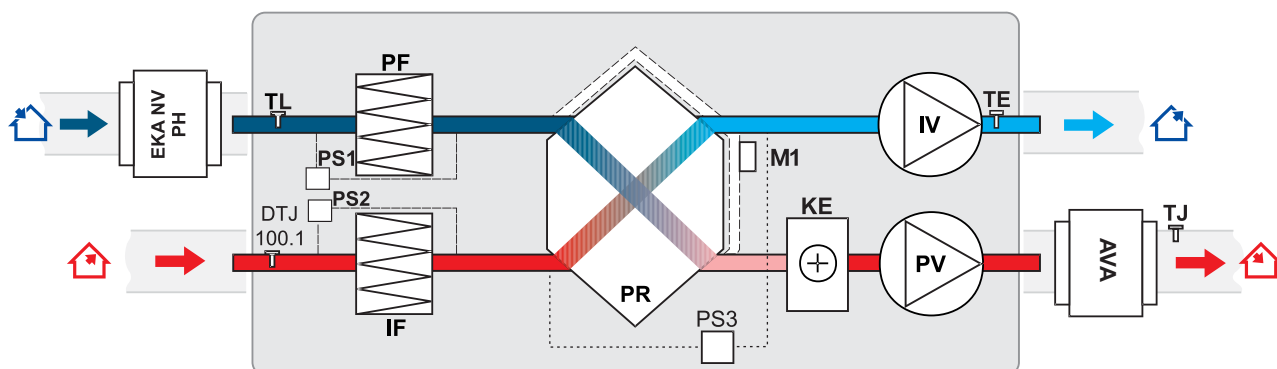 PF
TL
TE
EKA NV
PH
IV
PS1
M1
PS2
DTJ
100.1
KE
TJ
AVA
PV
PR
IF
PS3